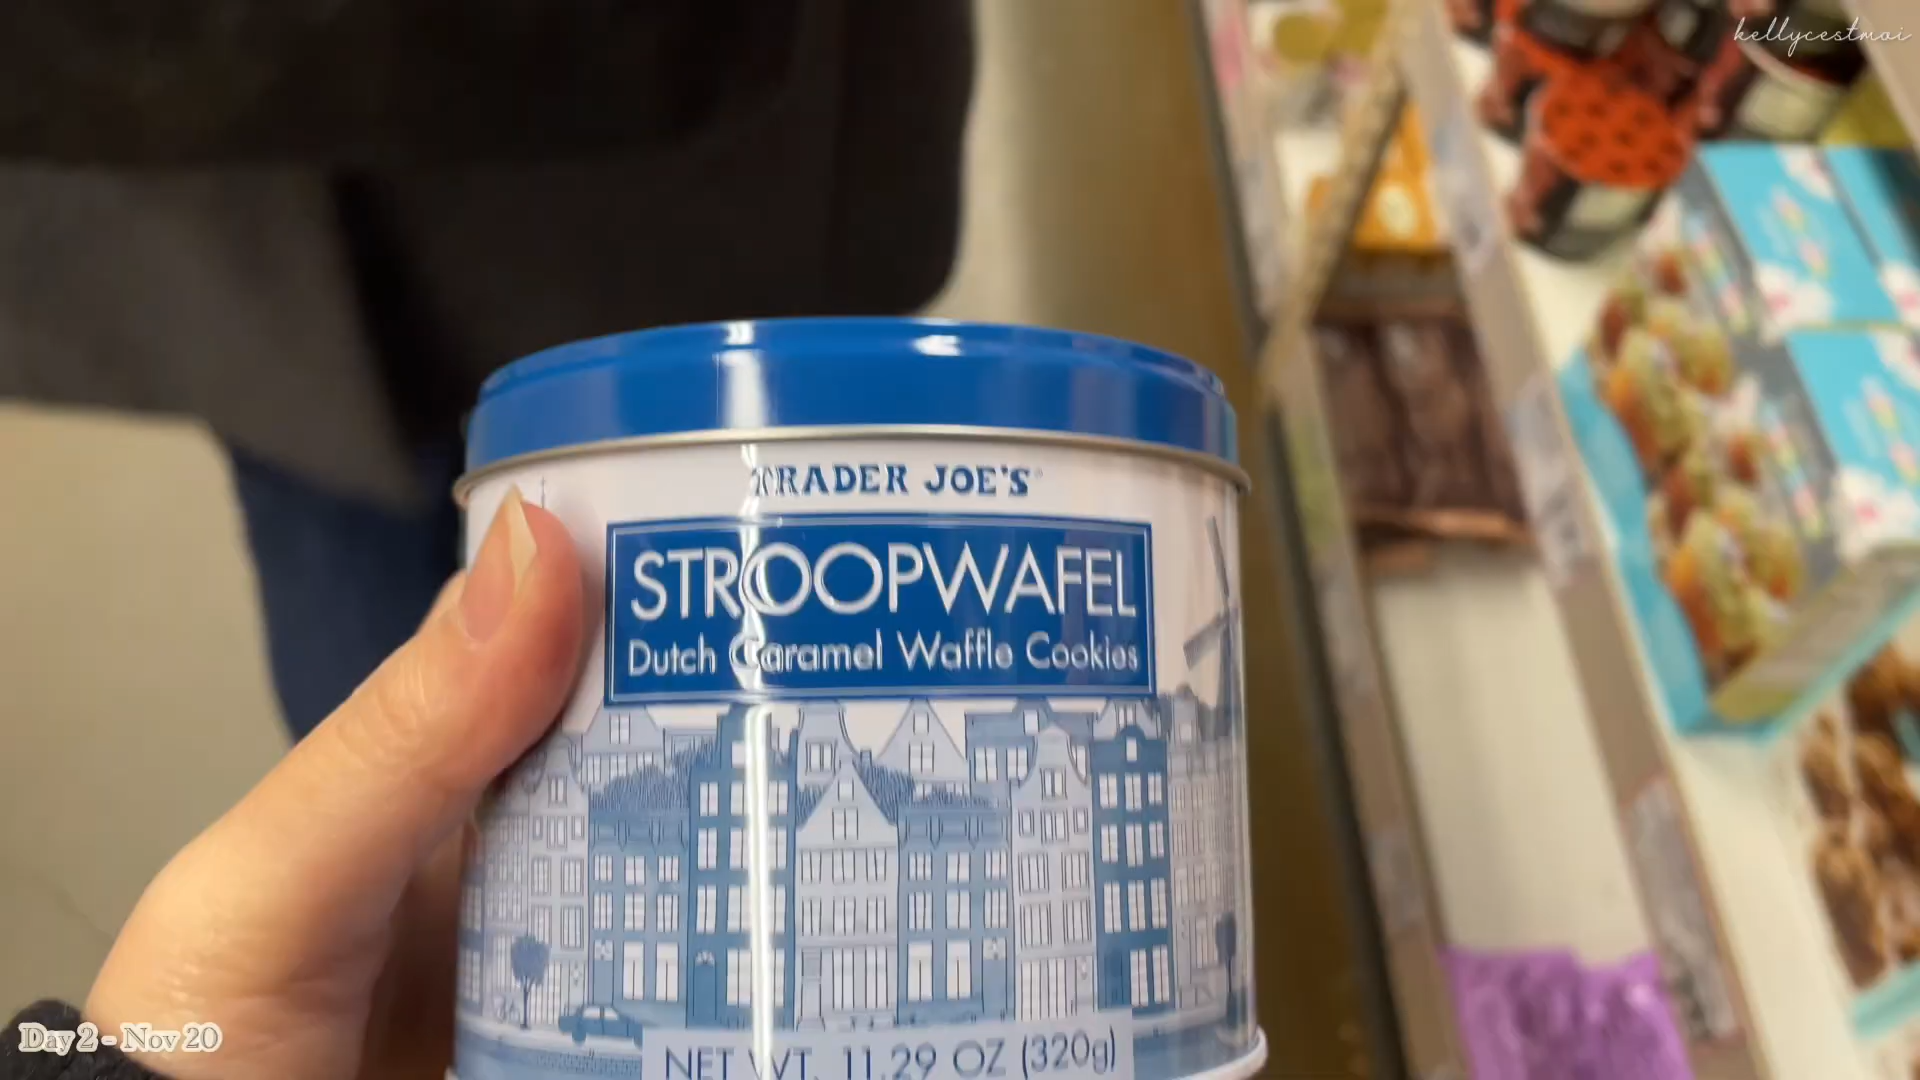 kellycestmoi
TRADER JOE'S
STROOPWAFEL
Dutch Caramel Waffle Cookies
NET WT. 11.29 OZ (320g)
Day 2 - Nov 20